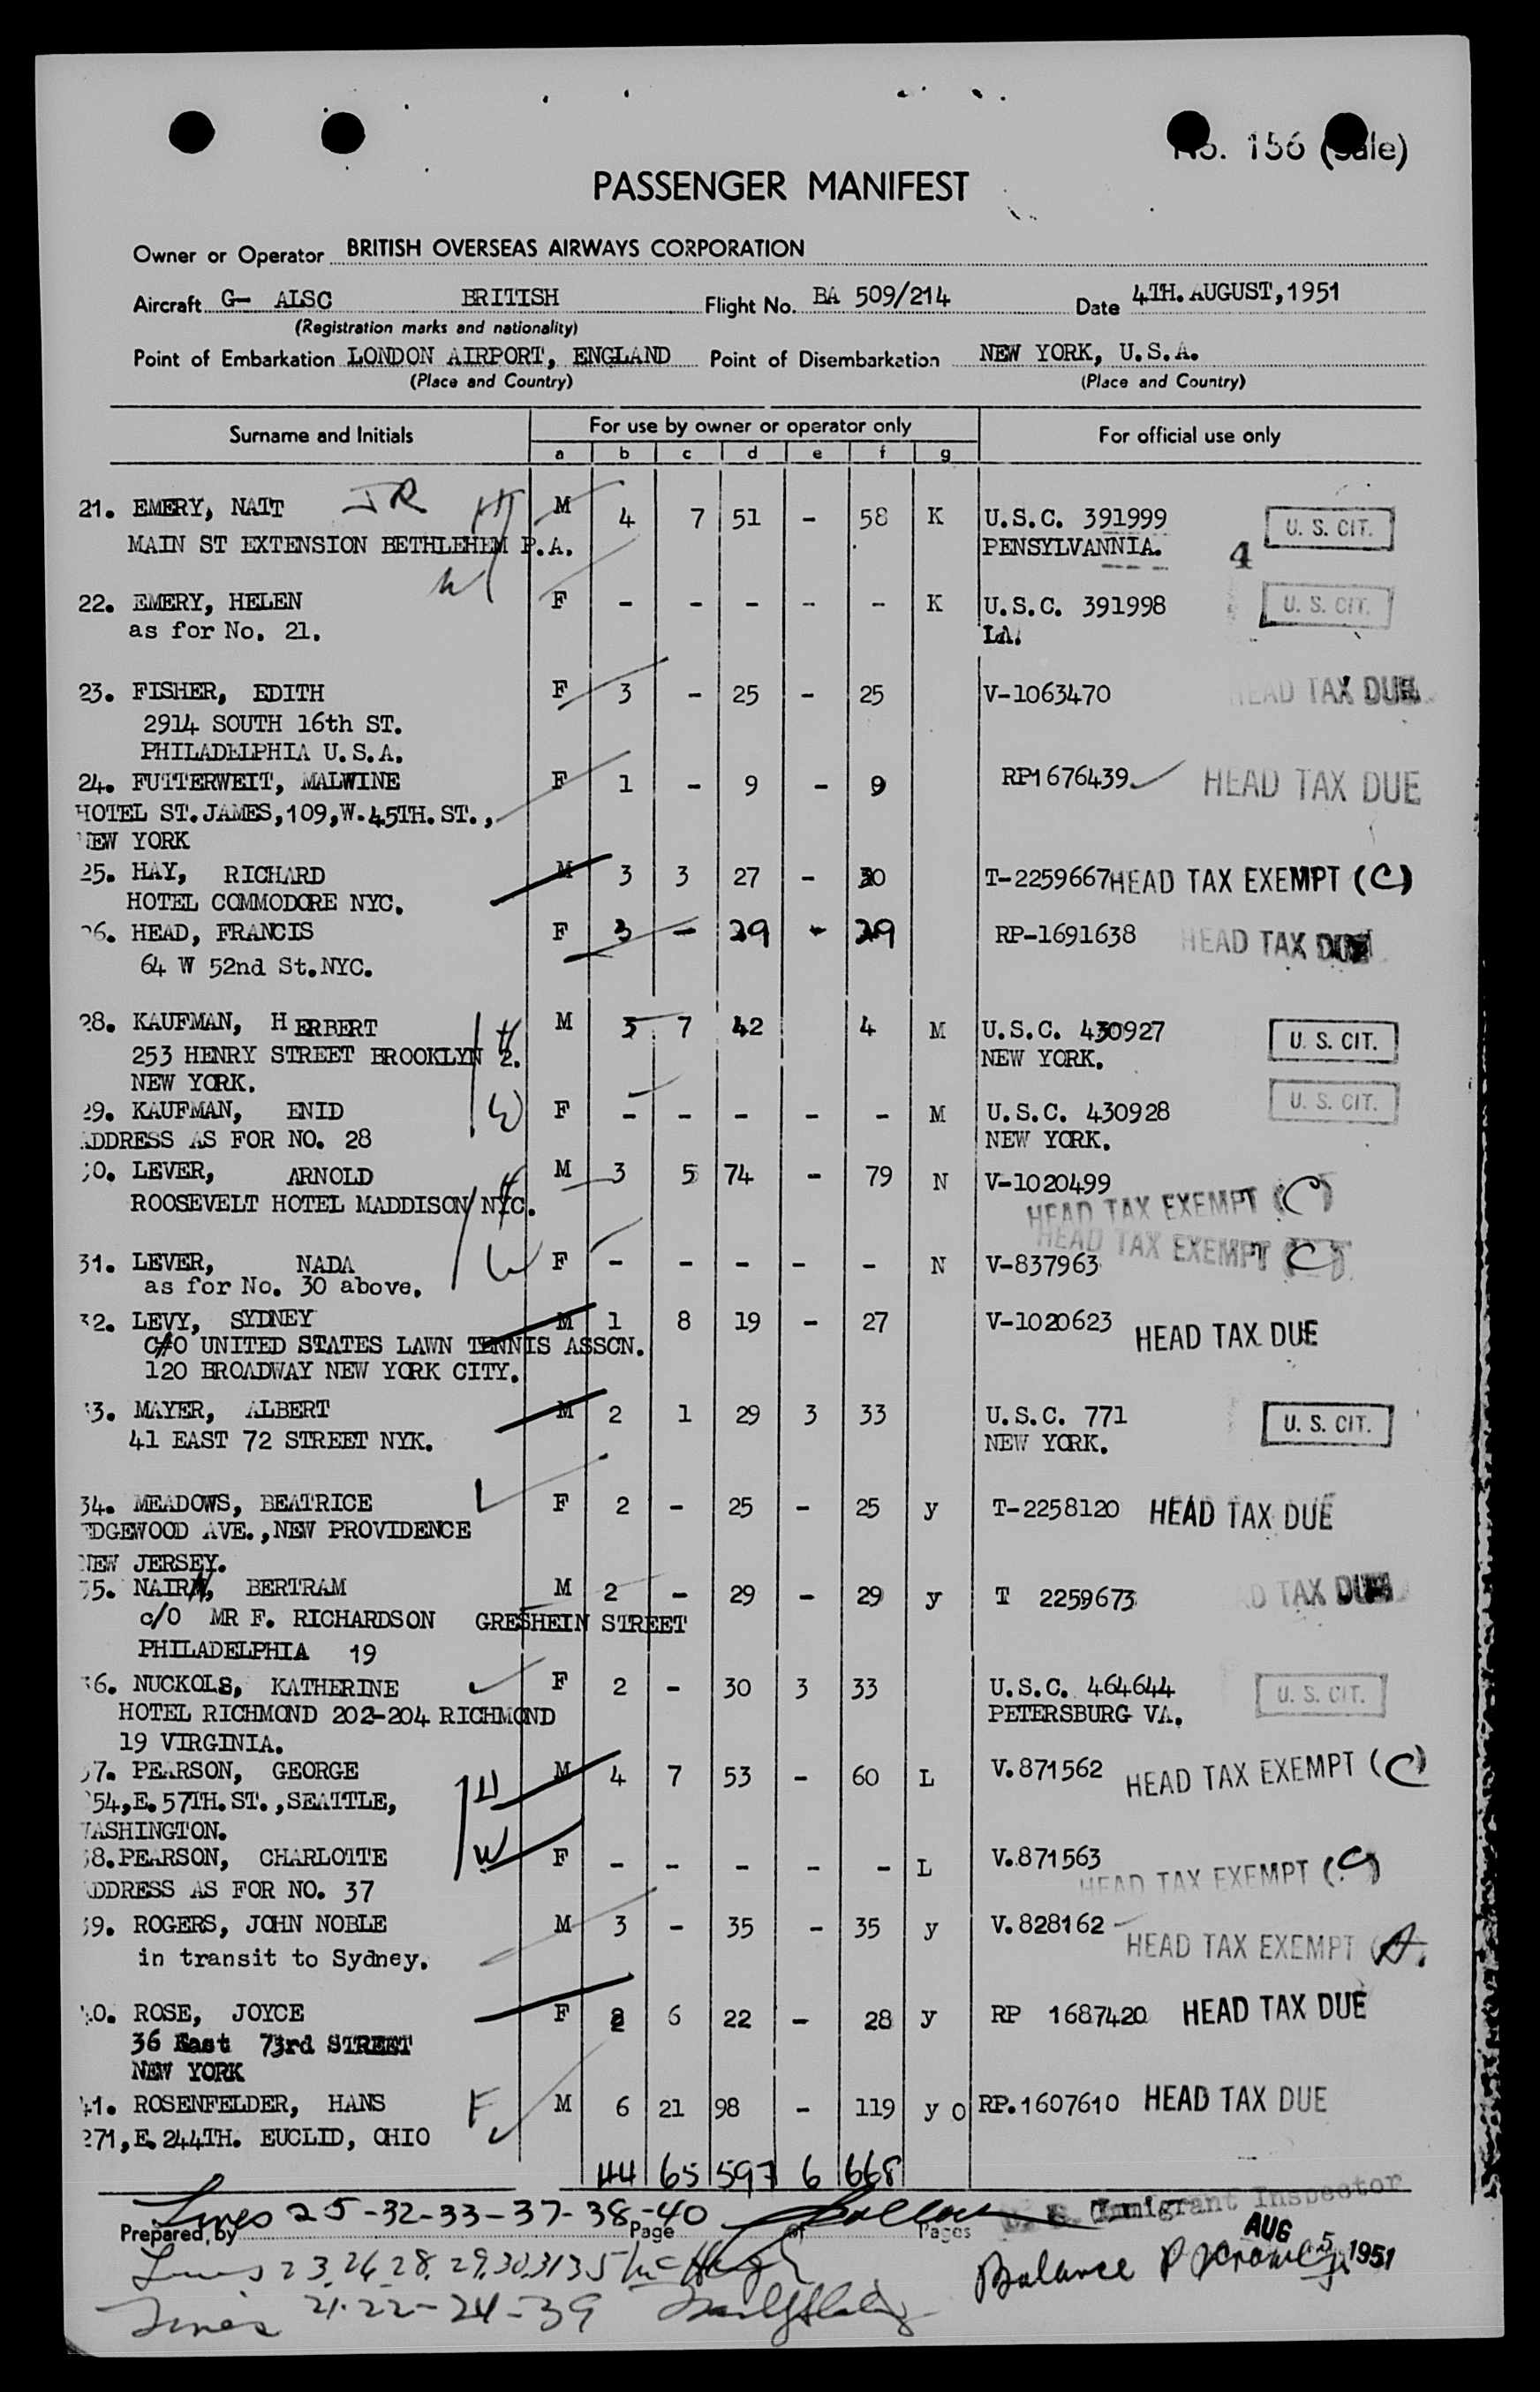 No. 156 (Sale)
PASSENGER MANIFEST
Owner or Operator BRITISH OVERSEAS AIRWAYS CORPORATION
Aircraft G- ALSC BRITISH Flight No. BA 509/214 Date 4TH. AUGUST, 1951
(Registration marks and nationality)
Point of Embarkation LONDON AIRPORT, ENGLAND Point of Disembarkation NEW YORK, U.S.A.
(Place and Country) (Place and Country)
Surname and Initials For use by owner or operator only For official use only
a b c d e f g
21. EMERY, NATT JR H M 4 7 51 - 58 K U.S.C. 391999 U. S. CIT.
MAIN ST EXTENSION BETHLEHEM P.A. PENSYLVANNIA. 4
22. EMERY, HELEN W F - - - - - K U.S.C. 391998 U. S. CIT.
as for No. 21. LA.
23. FISHER, EDITH F 3 - 25 - 25 V-1063470 HEAD TAX DUE
2914 SOUTH 16th ST.
PHILADELPHIA U.S.A.
24. FUTTERWEIT, MALWINE F 1 - 9 - 9 RP1676439 HEAD TAX DUE
HOTEL ST. JAMES, 109, W. 45TH. ST.,
NEW YORK
25. HAY, RICHARD M 3 3 27 - 30 T-2259667 HEAD TAX EXEMPT (C)
HOTEL COMMODORE NYC.
26. HEAD, FRANCIS F 3 - 29 - 29 RP-1691638 HEAD TAX DUE
64 W 52nd St. NYC.
28. KAUFMAN, HERBERT H M 3 7 42 4 M U.S.C. 430927 U. S. CIT.
253 HENRY STREET BROOKLYN 2. NEW YORK.
NEW YORK.
29. KAUFMAN, ENID W F - - - - - M U.S.C. 430928 U. S. CIT.
ADDRESS AS FOR NO. 28 NEW YORK.
30. LEVER, ARNOLD H M 3 5 74 - 79 N V-1020499
ROOSEVELT HOTEL MADDISON NYC. HEAD TAX EXEMPT (C)
HEAD TAX EXEMPT (C)
31. LEVER, NADA W F - - - - - N V-837963
as for No. 30 above.
32. LEVY, SYDNEY M 1 8 19 - 27 V-1020623 HEAD TAX DUE
C/O UNITED STATES LAWN TENNIS ASSCN.
120 BROADWAY NEW YORK CITY.
33. MAYER, ALBERT M 2 1 29 3 33 U.S.C. 771 U. S. CIT.
41 EAST 72 STREET NYK. NEW YORK.
34. MEADOWS, BEATRICE F 2 - 25 - 25 y T-2258120 HEAD TAX DUE
EDGEWOOD AVE., NEW PROVIDENCE
NEW JERSEY.
35. NAIRN, BERTRAM M 2 - 29 - 29 y T 2259673 HEAD TAX DUE
c/O MR F. RICHARDSON GRESHEIN STREET
PHILADELPHIA 19
36. NUCKOLS, KATHERINE F 2 - 30 3 33 U.S.C. 464644 U. S. CIT.
HOTEL RICHMOND 202-204 RICHMOND PETERSBURG VA.
19 VIRGINIA.
37. PEARSON, GEORGE H M 4 7 53 - 60 L V.871562 HEAD TAX EXEMPT (C)
54, E. 57TH. ST., SEATTLE,
WASHINGTON.
38. PEARSON, CHARLOTTE W F - - - - - L V.871563 HEAD TAX EXEMPT (C)
ADDRESS AS FOR NO. 37
39. ROGERS, JOHN NOBLE M 3 - 35 - 35 y V.828162
in transit to Sydney. HEAD TAX EXEMPT (A)
40. ROSE, JOYCE F 2 6 22 - 28 y RP 1687420 HEAD TAX DUE
36 East 73rd STREET
NEW YORK
41. ROSENFELDER, HANS F M 6 21 98 - 119 y O RP.1607610 HEAD TAX DUE
271, E. 244TH. EUCLID, OHIO
44 65 597 6 668
Lines 25-32-33-37-38-40 U. S. Immigrant Inspector
Prepared by Page of Pages AUG 5 1951
Lines 23, 26, 28, 29, 30, 31, 35 Balance
Lines 21-22-24-39